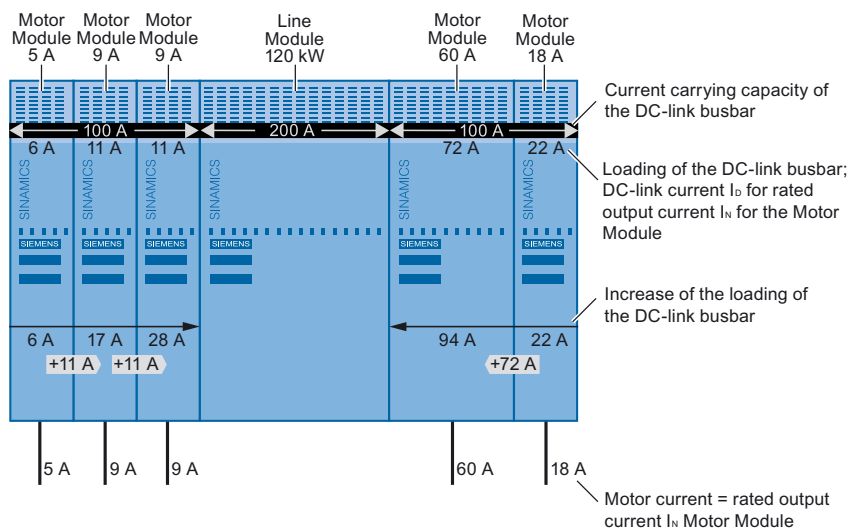 Motor
Module
5 A
Motor
Module
9 A
Motor
Module
9 A
Line
Module
120 kW
Motor
Module
60 A
Motor
Module
18 A
Current carrying capacity of
the DC-link busbar
100 A
200 A
100 A
6 A
11 A
11 A
72 A
22 A
Loading of the DC-link busbar;
DC-link current I_D for rated
output current I_N for the Motor
Module
SINAMICS
SINAMICS
SINAMICS
SINAMICS
SINAMICS
SINAMICS
SIEMENS
SIEMENS
SIEMENS
SIEMENS
SIEMENS
SIEMENS
Increase of the loading of
the DC-link busbar
6 A
17 A
28 A
94 A
22 A
+11 A
+11 A
+72 A
5 A
9 A
9 A
60 A
18 A
Motor current = rated output
current I_N Motor Module